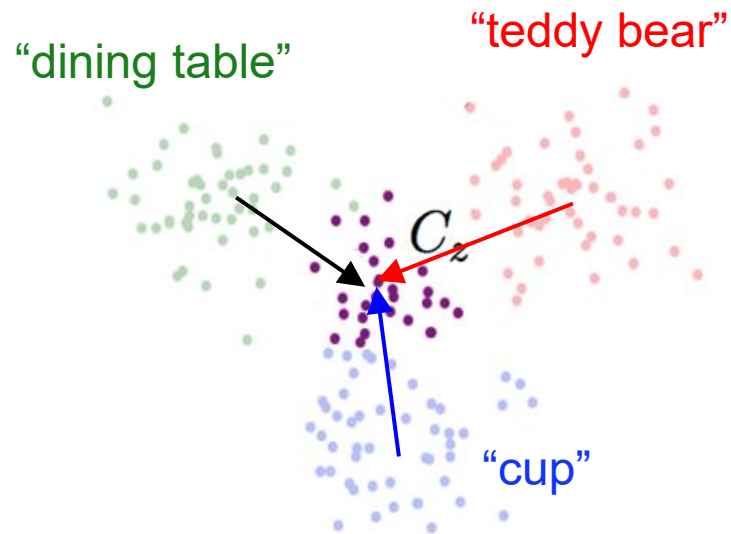 “teddy bear”
“dining table”
C_z
“cup”